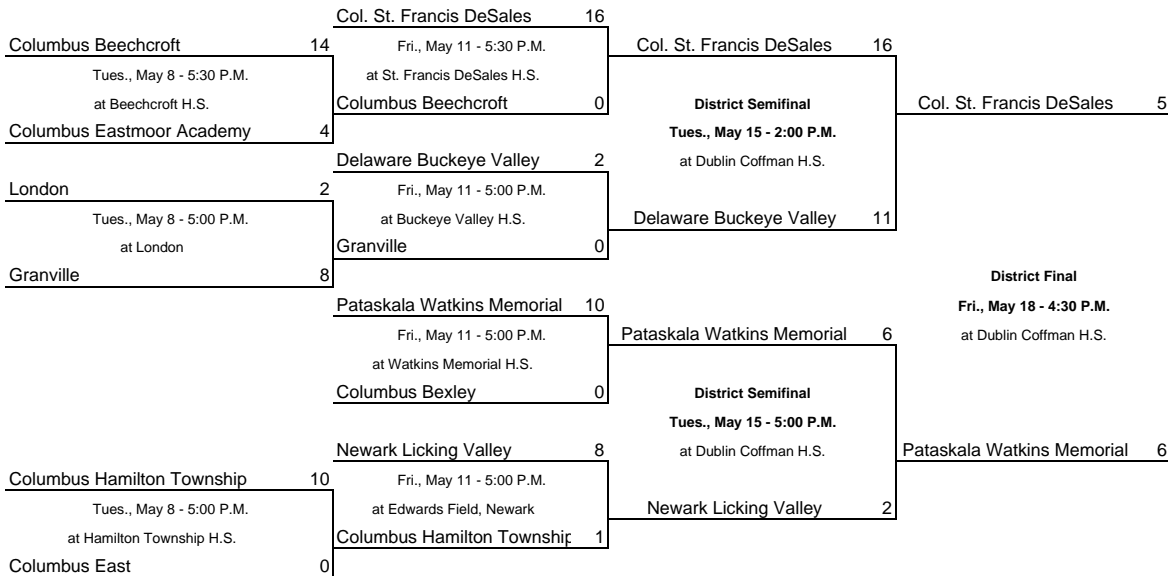 Col. St. Francis DeSales 16
Columbus Beechcroft 14
Fri., May 11 - 5:30 P.M.
Col. St. Francis DeSales 16
Tues., May 8 - 5:30 P.M.
at St. Francis DeSales H.S.
at Beechcroft H.S.
Columbus Beechcroft 0
District Semifinal
Col. St. Francis DeSales 5
Columbus Eastmoor Academy 4
Tues., May 15 - 2:00 P.M.
Delaware Buckeye Valley 2
at Dublin Coffman H.S.
London 2
Fri., May 11 - 5:00 P.M.
Tues., May 8 - 5:00 P.M.
at Buckeye Valley H.S.
Delaware Buckeye Valley 11
at London
Granville 0
Granville 8
District Final
Pataskala Watkins Memorial 10
Fri., May 18 - 4:30 P.M.
Fri., May 11 - 5:00 P.M.
Pataskala Watkins Memorial 6
at Dublin Coffman H.S.
at Watkins Memorial H.S.
Columbus Bexley 0
District Semifinal
Tues., May 15 - 5:00 P.M.
Newark Licking Valley 8
at Dublin Coffman H.S.
Pataskala Watkins Memorial 6
Columbus Hamilton Township 10
Fri., May 11 - 5:00 P.M.
Tues., May 8 - 5:00 P.M.
at Edwards Field, Newark
Newark Licking Valley 2
at Hamilton Township H.S.
Columbus Hamilton Township 1
Columbus East 0